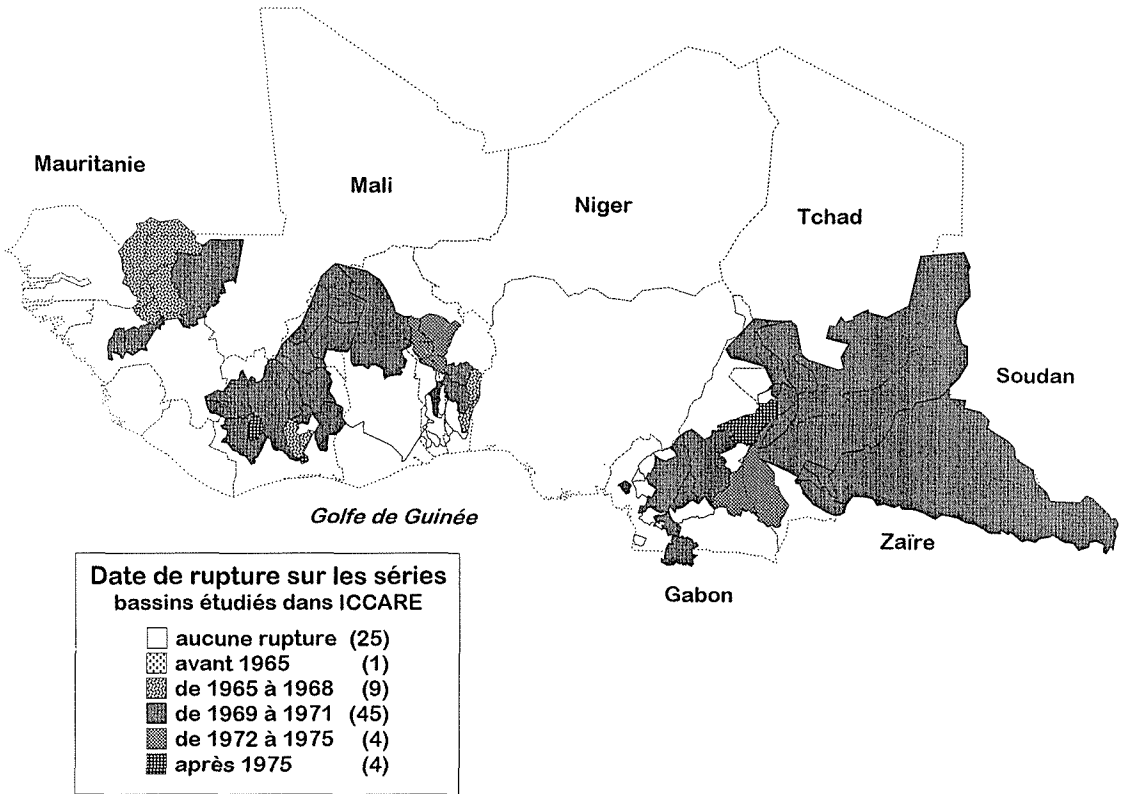 Mauritanie
Mali
Niger
Tchad
Soudan
Golfe de Guinée
Zaïre
Gabon
Date de rupture sur les séries
bassins étudiés dans ICCARE
aucune rupture (25)
avant 1965 (1)
de 1965 à 1968 (9)
de 1969 à 1971 (45)
de 1972 à 1975 (4)
après 1975 (4)